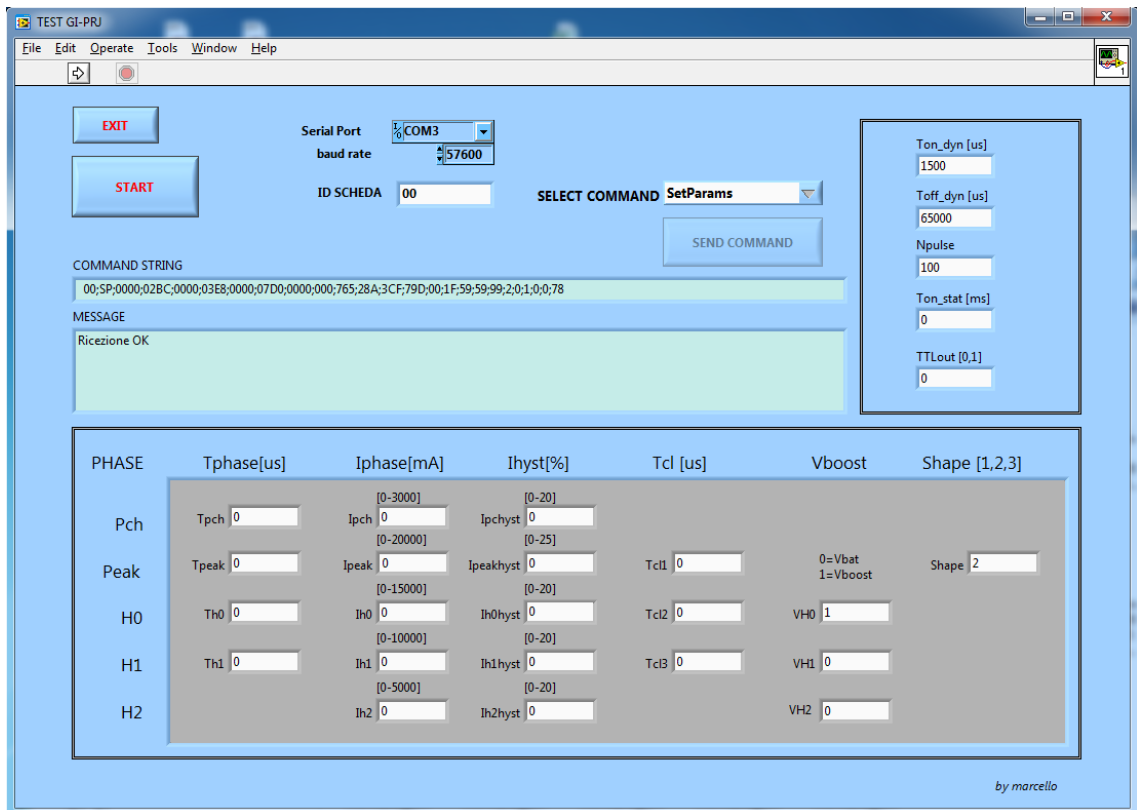 TEST GI-PRJ
File Edit Operate Tools Window Help
1
EXIT
Serial Port I/O COM3
baud rate 57600
START
ID SCHEDA 00
SELECT COMMAND SetParams
SEND COMMAND
Ton_dyn [us]
1500
Toff_dyn [us]
65000
Npulse
100
Ton_stat [ms]
0
TTLout [0,1]
0
COMMAND STRING
00;SP;0000;02BC;0000;03E8;0000;07D0;0000;000;765;28A;3CF;79D;00;1F;59;59;99;2;0;1;0;0;78
MESSAGE
Ricezione OK
PHASE Tphase[us] Iphase[mA] Ihyst[%] Tcl [us] Vboost Shape [1,2,3]
[0-3000] [0-20]
Pch Tpch 0 Ipch 0 Ipchyst 0
[0-20000] [0-25]
Peak Tpeak 0 Ipeak 0 Ipeakhyst 0 Tcl1 0 0=Vbat Shape 2
1=Vboost
[0-15000] [0-20]
H0 Th0 0 Ih0 0 Ih0hyst 0 Tcl2 0 VH0 1
[0-10000] [0-20]
H1 Th1 0 Ih1 0 Ih1hyst 0 Tcl3 0 VH1 0
[0-5000] [0-20]
H2 Ih2 0 Ih2hyst 0 VH2 0
by marcello